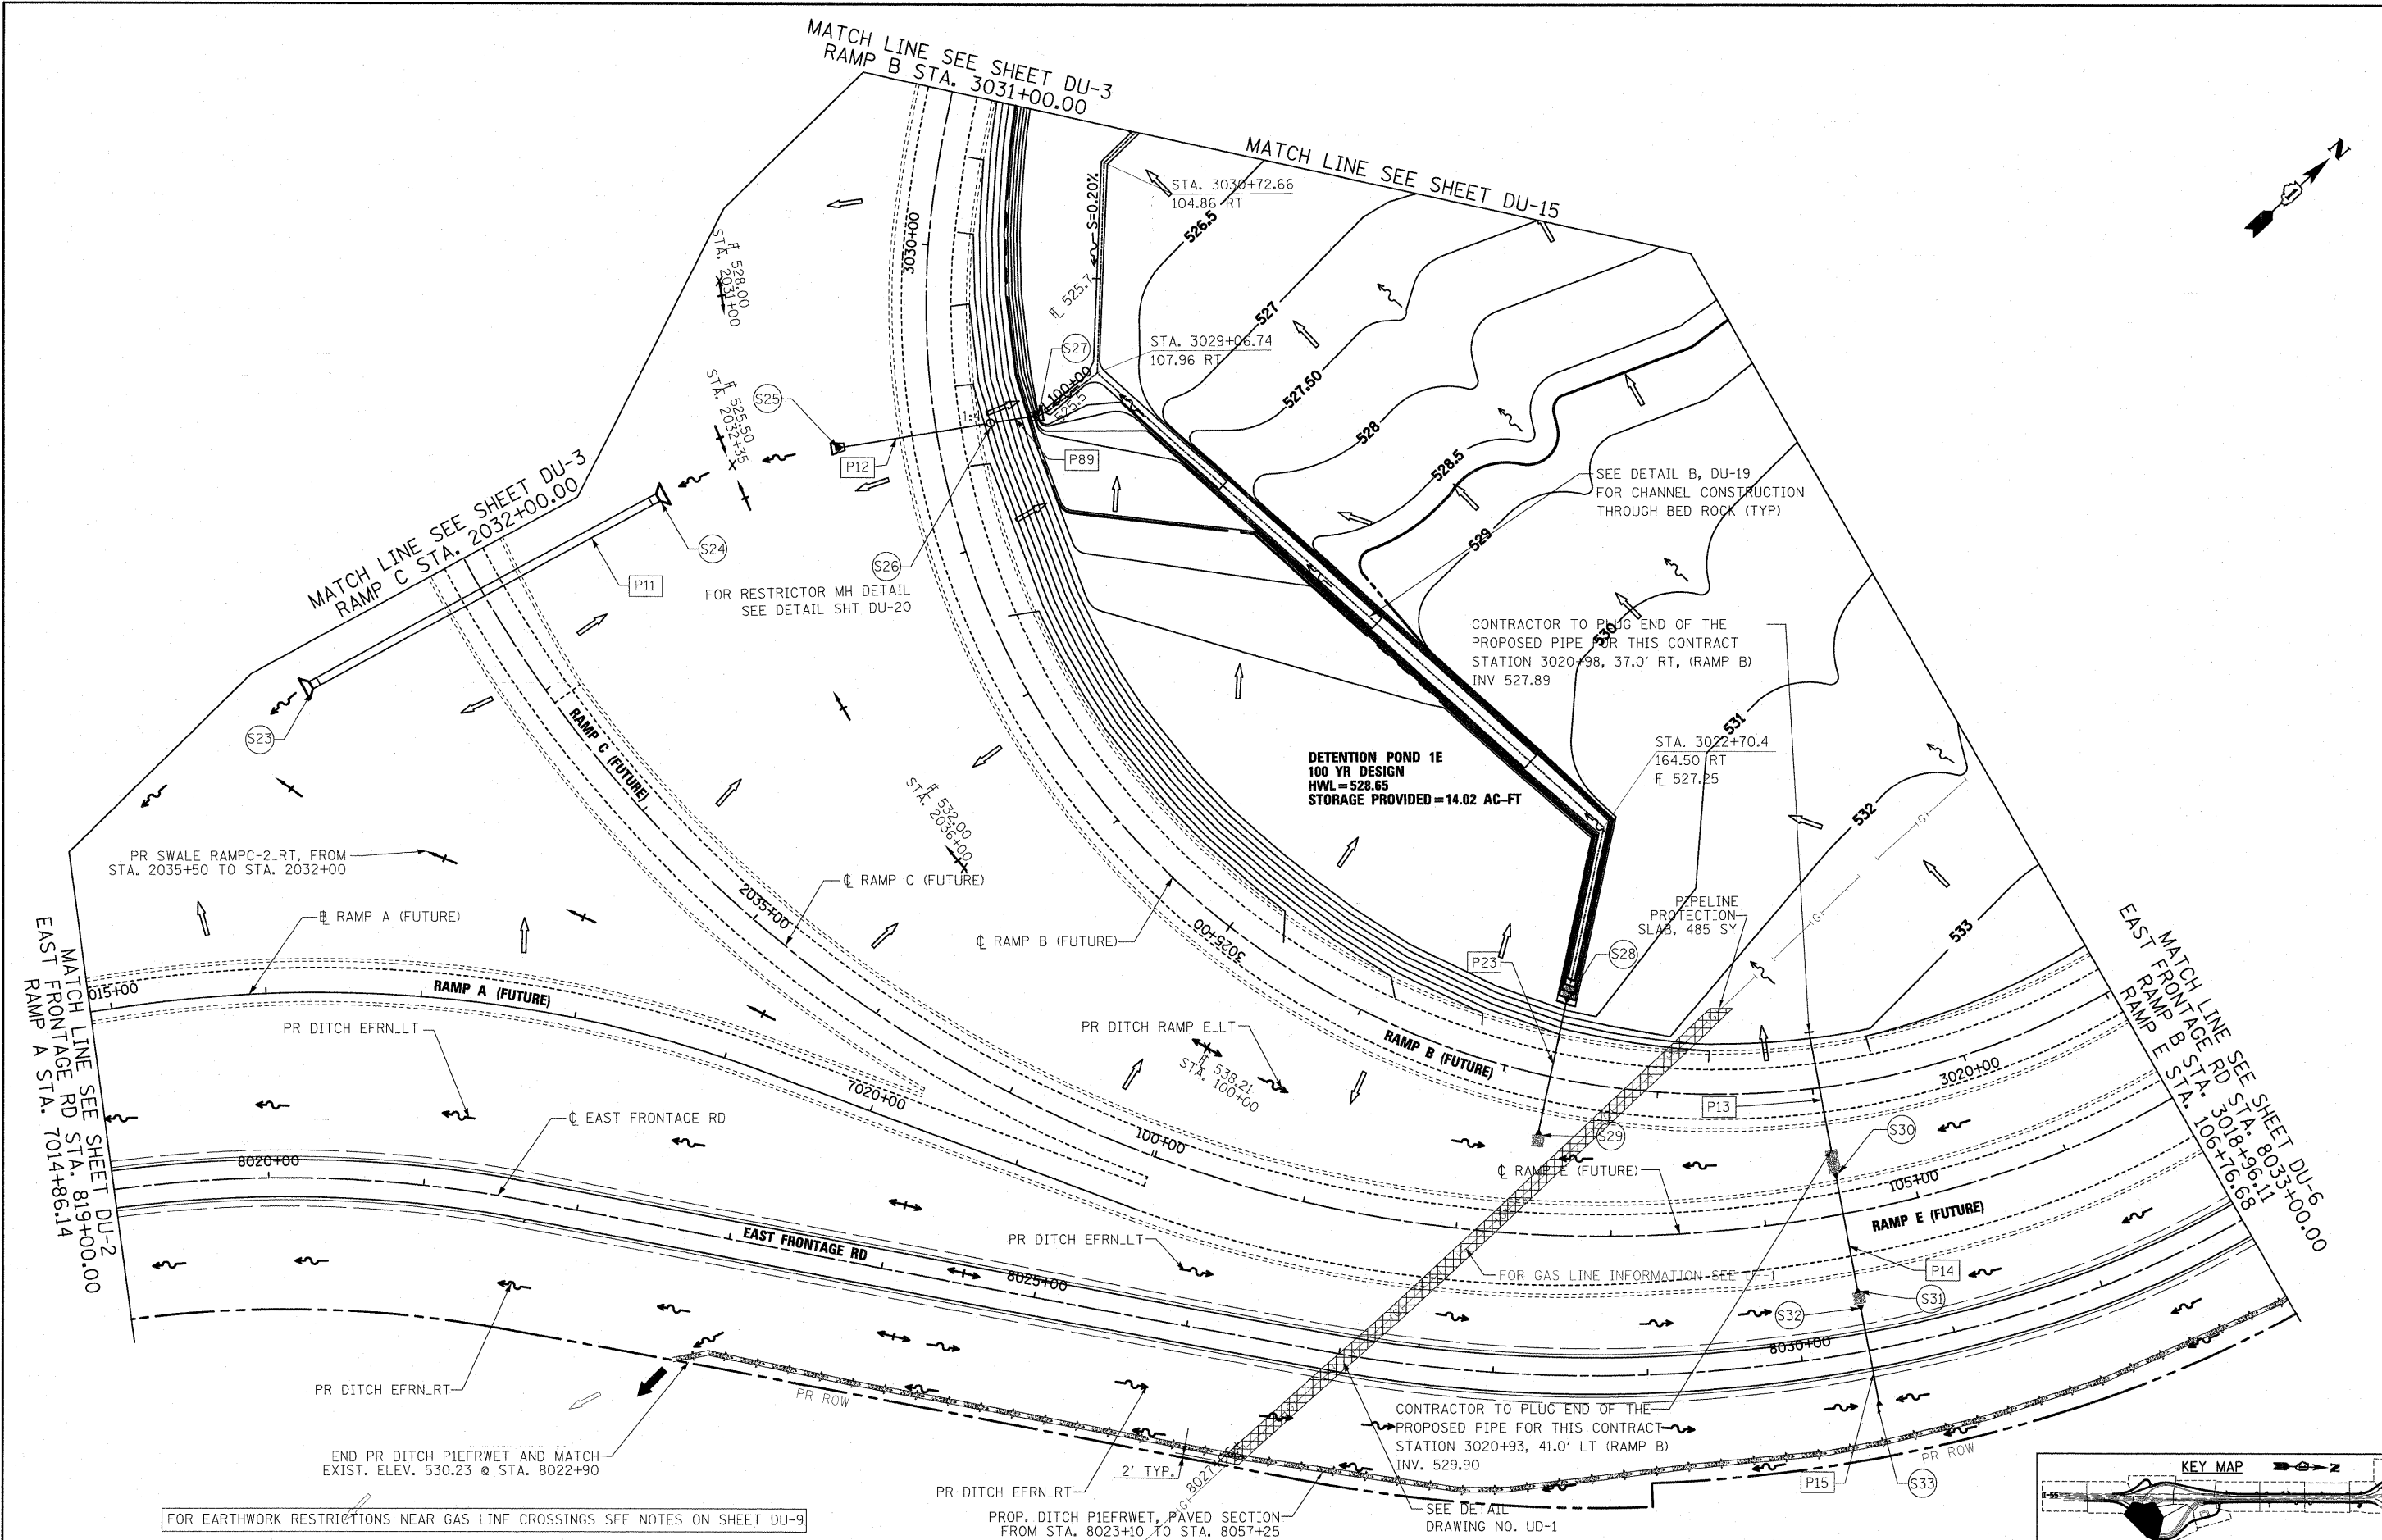 MATCH LINE SEE SHEET DU-3
RAMP B STA. 3031+00.00
MATCH LINE SEE SHEET DU-15
N
STA. 3030+72.66
104.86 RT
S=0.20%
526.5
3030+00
℄ 528.00
STA. 2031+00
℄ 525.7
527
STA. 3029+06.74
107.96 RT
S27
100+00
525.5
527.50
℄ 525.50
STA. 2032+35
S25
1:4
528
P12
P89
528.5
SEE DETAIL B, DU-19
FOR CHANNEL CONSTRUCTION
THROUGH BED ROCK (TYP)
MATCH LINE SEE SHEET DU-3
RAMP C STA. 2032+00.00
S24
529
S26
P11
FOR RESTRICTOR MH DETAIL
SEE DETAIL SHT DU-20
CONTRACTOR TO PLUG END OF THE
PROPOSED PIPE FOR THIS CONTRACT
STATION 3020+98, 37.0' RT, (RAMP B)
INV 527.89
530
S23
RAMP C (FUTURE)
531
STA. 3022+70.4
164.50 RT
℄ 527.25
DETENTION POND 1E
100 YR DESIGN
HWL=528.65
STORAGE PROVIDED=14.02 AC-FT
℄ 532.00
STA. 2036+00
532
G
PR SWALE RAMPC-2_RT, FROM
STA. 2035+50 TO STA. 2032+00
℄ RAMP C (FUTURE)
2035+00
PIPELINE
PROTECTION
SLAB, 485 SY
G
533
℄ RAMP A (FUTURE)
℄ RAMP B (FUTURE)
3025+00
P23
S28
MATCH LINE SEE SHEET DU-2
EAST FRONTAGE RD STA. 819+00.00
RAMP A STA. 7014+86.14
015+00
RAMP A (FUTURE)
PR DITCH EFRN_LT
PR DITCH RAMP E_LT
℄ 538.21
STA. 100+00
RAMP B (FUTURE)
3020+00
MATCH LINE SEE SHEET DU-6
EAST FRONTAGE RD STA. 8033+00.00
RAMP B STA. 3018+96.11
RAMP E STA. 106+76.68
7020+00
P13
℄ EAST FRONTAGE RD
100+00
S29
S30
8020+00
℄ RAMP E (FUTURE)
105+00
RAMP E (FUTURE)
EAST FRONTAGE RD
PR DITCH EFRN_LT
8025+00
FOR GAS LINE INFORMATION SEE UF-1
P14
S31
S32
8030+00
PR DITCH EFRN_RT
PR ROW
CONTRACTOR TO PLUG END OF THE
PROPOSED PIPE FOR THIS CONTRACT
STATION 3020+93, 41.0' LT (RAMP B)
INV. 529.90
PR ROW
END PR DITCH P1EFRWET AND MATCH
EXIST. ELEV. 530.23 @ STA. 8022+90
2' TYP.
P15
S33
KEY MAP
N
I-55
PR DITCH EFRN_RT
G
PROP. DITCH P1EFRWET, PAVED SECTION
FROM STA. 8023+10 TO STA. 8057+25
SEE DETAIL
DRAWING NO. UD-1
FOR EARTHWORK RESTRICTIONS NEAR GAS LINE CROSSINGS SEE NOTES ON SHEET DU-9